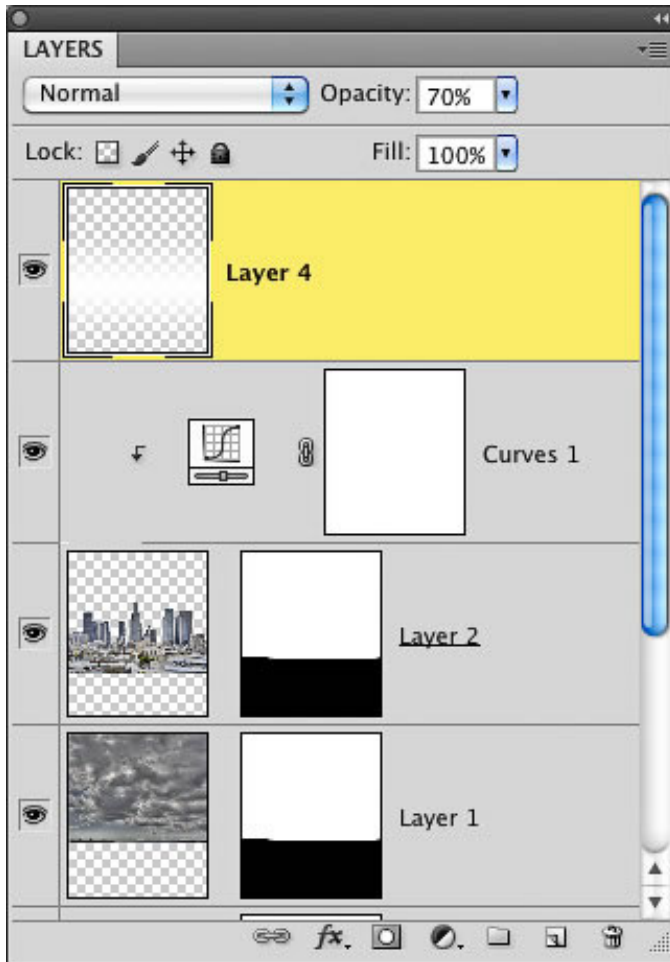 LAYERS
Normal Opacity: 70%
Lock: Fill: 100%
Layer 4
Curves 1
Layer 2
Layer 1
fx.